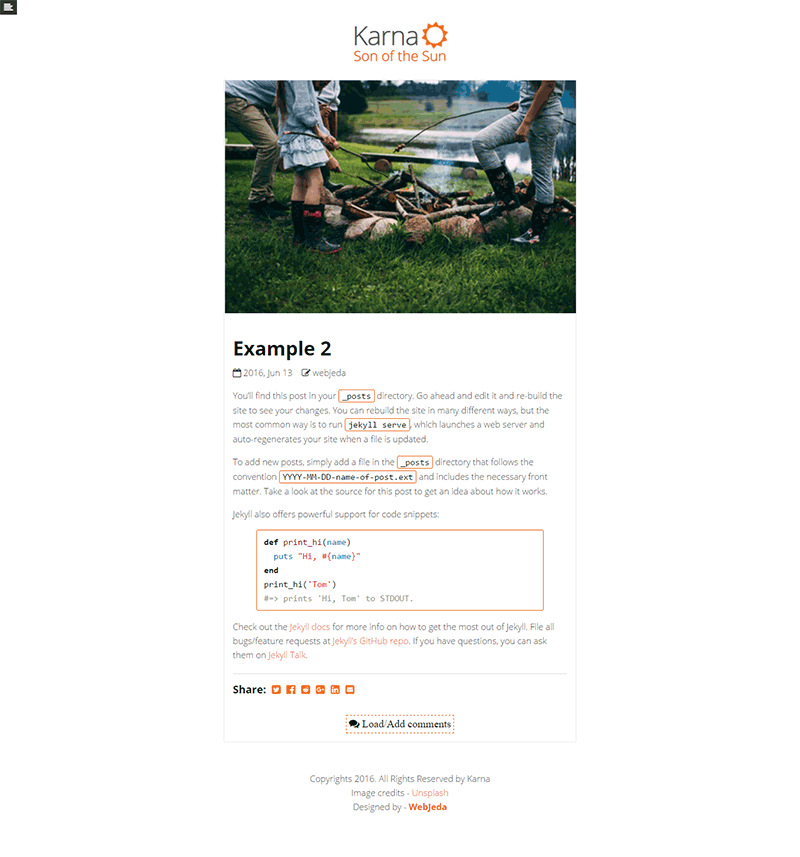 Karna
Son of the Sun
Example 2
2016, Jun 13 webjeda
You'll find this post in your _posts directory. Go ahead and edit it and re-build the
site to see your changes. You can rebuild the site in many different ways, but the
most common way is to run jekyll serve, which launches a web server and
auto-regenerates your site when a file is updated.
To add new posts, simply add a file in the _posts directory that follows the
convention YYYY-MM-DD-name-of-post.ext and includes the necessary front
matter. Take a look at the source for this post to get an idea about how it works.
Jekyll also offers powerful support for code snippets:
def print_hi(name)
  puts "Hi, #{name}"
end
print_hi('Tom')
#=> prints 'Hi, Tom' to STDOUT.
Check out the Jekyll docs for more info on how to get the most out of Jekyll. File all
bugs/feature requests at Jekyll's GitHub repo. If you have questions, you can ask
them on Jekyll Talk.
Share:
Load/Add comments
Copyrights 2016. All Rights Reserved by Karna
Image credits - Unsplash
Designed by - WebJeda